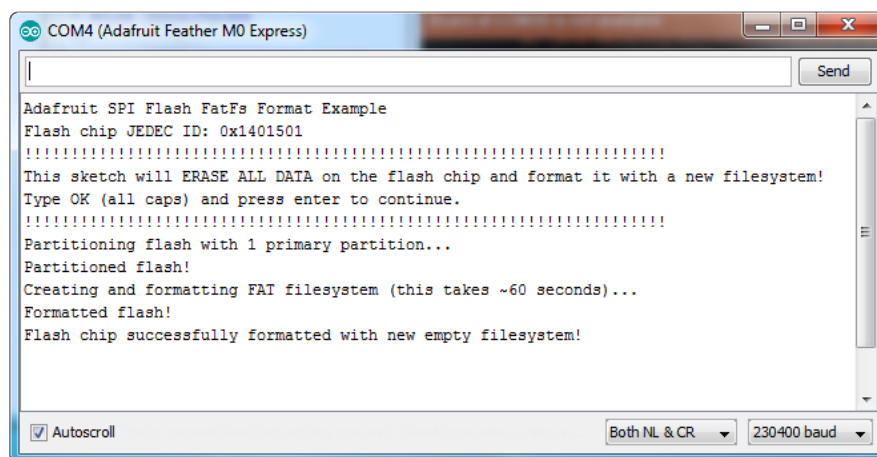 COM4 (Adafruit Feather M0 Express)
Send
Adafruit SPI Flash FatFs Format Example
Flash chip JEDEC ID: 0x1401501
!!!!!!!!!!!!!!!!!!!!!!!!!!!!!!!!!!!!!!!!!!!!!!!!!!!!!!!!!!!!!!!!!!!!!
This sketch will ERASE ALL DATA on the flash chip and format it with a new filesystem!
Type OK (all caps) and press enter to continue.
!!!!!!!!!!!!!!!!!!!!!!!!!!!!!!!!!!!!!!!!!!!!!!!!!!!!!!!!!!!!!!!!!!!!!
Partitioning flash with 1 primary partition...
Partitioned flash!
Creating and formatting FAT filesystem (this takes ~60 seconds)...
Formatted flash!
Flash chip successfully formatted with new empty filesystem!
Autoscroll
Both NL & CR
230400 baud